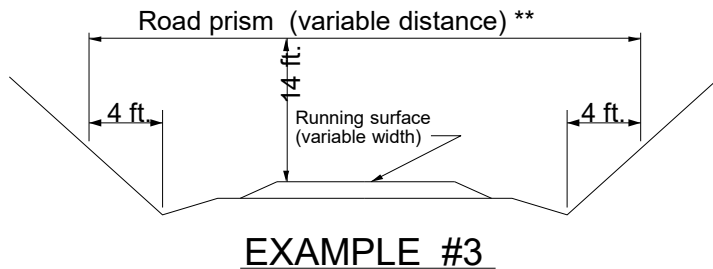 Road prism (variable distance) **
14 ft.
4 ft.
4 ft.
Running surface
(variable width)
EXAMPLE #3